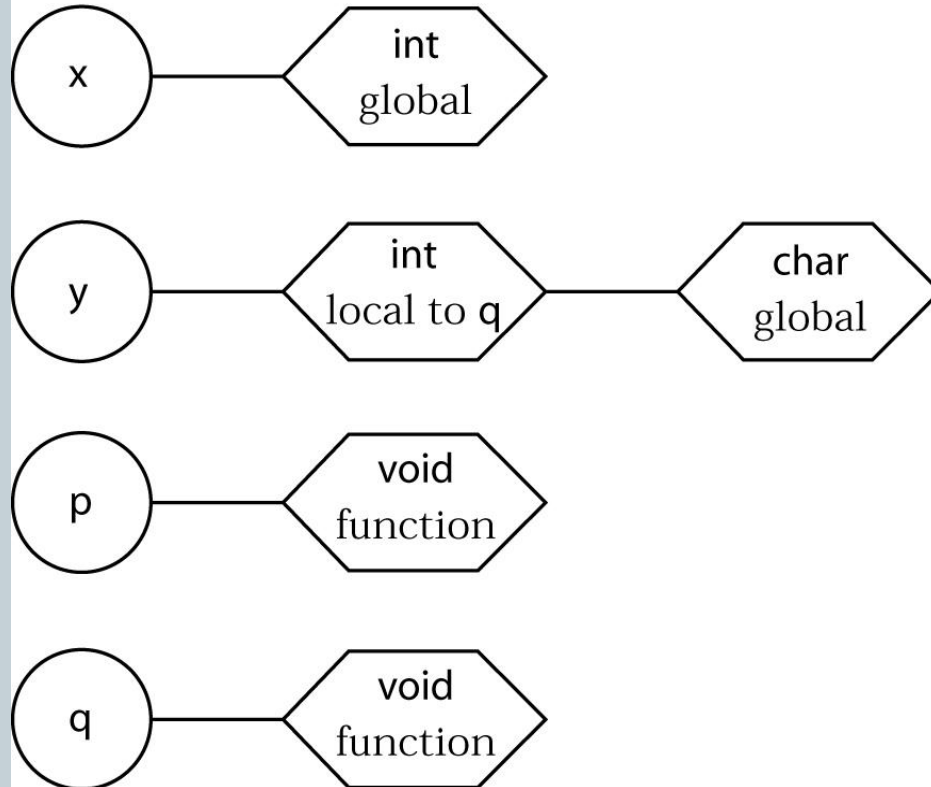 x
int
global
y
int
local to q
char
global
p
void
function
q
void
function